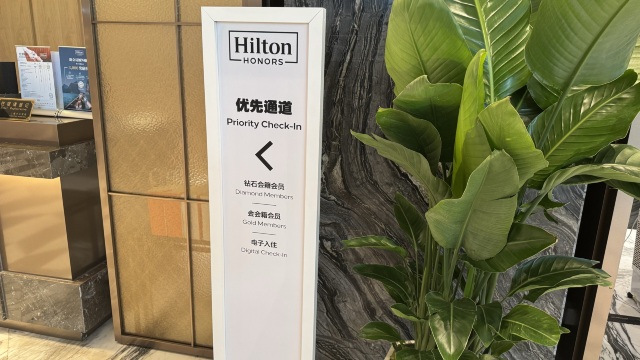 Hilton
HONORS
优先通道
Priority Check-In
钻石会籍会员
Diamond Members
金会籍会员
Gold Members
电子入住
Digital Check-In